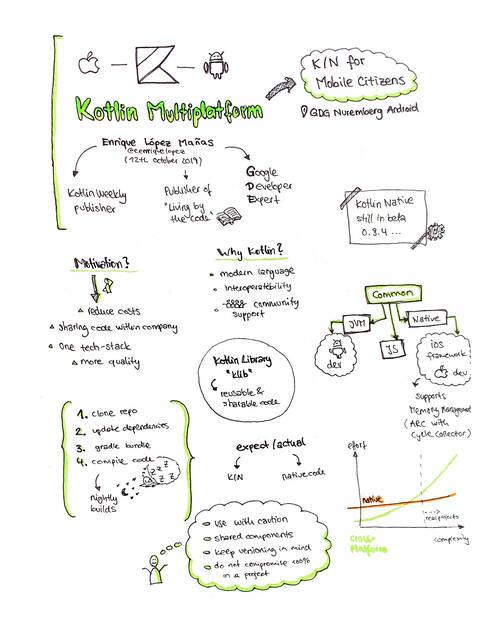 K/N for
Mobile Citizens
Kotlin Multiplatform
GDG Nuremberg Android
Enrique López Mañas
@eenriquelopez
(12th October 2019)
Kotlin Weekly
publisher
Publisher of
"Living by
the code"
Google
Developer
Expert
Kotlin Native
still in beta
0.8.4 ...
Motivation?
reduce costs
sharing code within company
One tech-stack
more quality
Why Kotlin?
modern language
Interoperability
community
support
Common
JVM
Native
JS
dev
iOS
framework
dev
supports
Memory Management
(ARC with
Cycle collector)
Kotlin Library
"klib"
reusable &
sharable code
1. clone repo
2. update dependencies
3. gradle bundle
4. compile code
zzzz
zz
nightly
builds
expect/actual
K/N
native code
effort
native
real projects
cross-
platform
complexity
use with caution
shared components
keep versioning in mind
do not compromise 100%
in a project